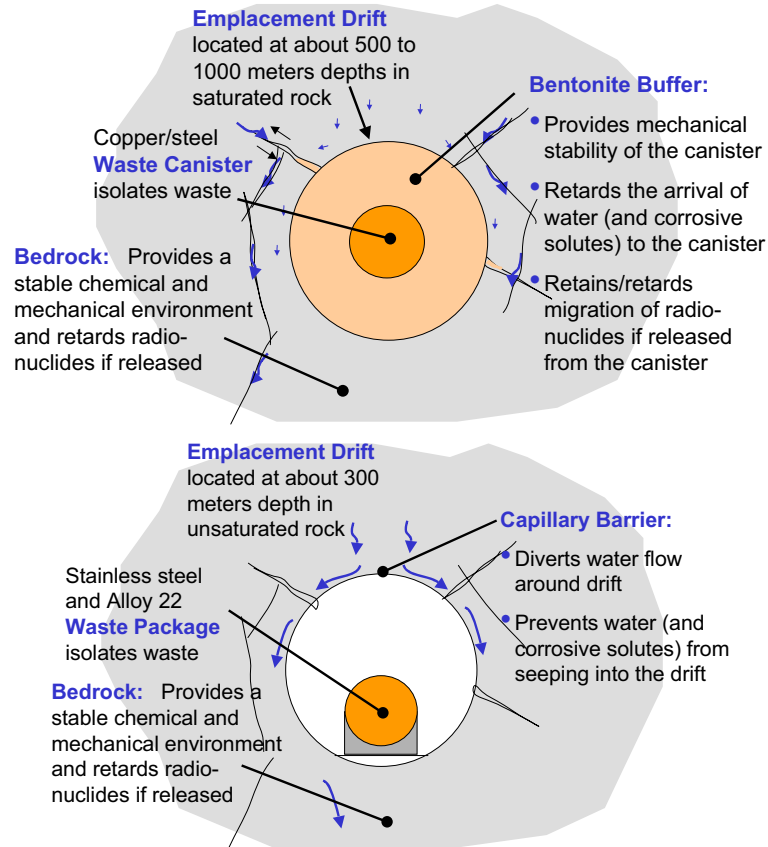 Emplacement Drift
located at about 500 to
1000 meters depths in
saturated rock
Bentonite Buffer:
• Provides mechanical
stability of the canister
• Retards the arrival of
water (and corrosive
solutes) to the canister
• Retains/retards
migration of radio-
nuclides if released
from the canister
Copper/steel
Waste Canister
isolates waste
Bedrock: Provides a
stable chemical and
mechanical environment
and retards radio-
nuclides if released
Emplacement Drift
located at about 300
meters depth in
unsaturated rock
Capillary Barrier:
• Diverts water flow
around drift
• Prevents water (and
corrosive solutes) from
seeping into the drift
Stainless steel
and Alloy 22
Waste Package
isolates waste
Bedrock: Provides a
stable chemical and
mechanical environment
and retards radio-
nuclides if released